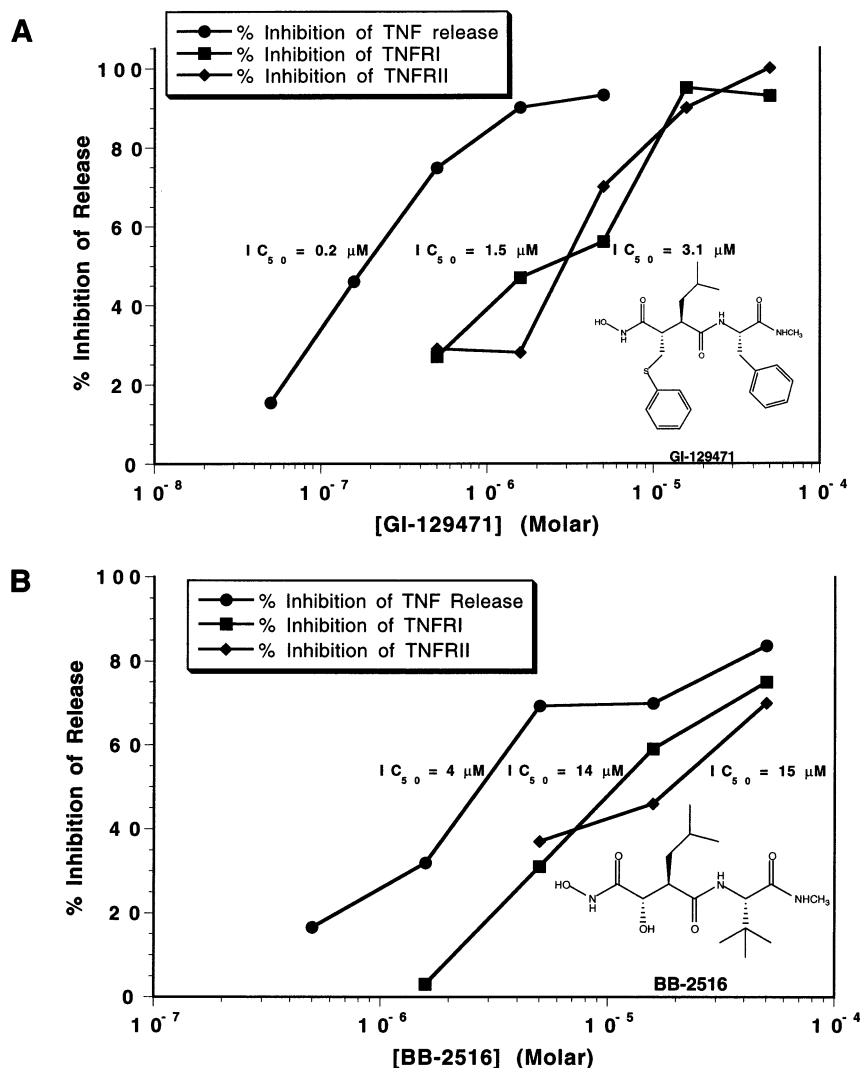 A
% Inhibition of TNF release
% Inhibition of TNFRI
% Inhibition of TNFRII
% Inhibition of Release
100
80
60
40
20
0
IC50 = 0.2 µM
IC50 = 1.5 µM
IC50 = 3.1 µM
O
HO
N
H
S
O
H
N
O
NHCH3
GI-129471
10-8
10-7
10-6
10-5
10-4
[GI-129471] (Molar)
B
% Inhibition of TNF Release
% Inhibition of TNFRI
% Inhibition of TNFRII
% Inhibition of Release
100
80
60
40
20
0
IC50 = 4 µM
IC50 = 14 µM
IC50 = 15 µM
O
HO
N
H
OH
O
H
N
O
NHCH3
BB-2516
10-7
10-6
10-5
10-4
[BB-2516] (Molar)